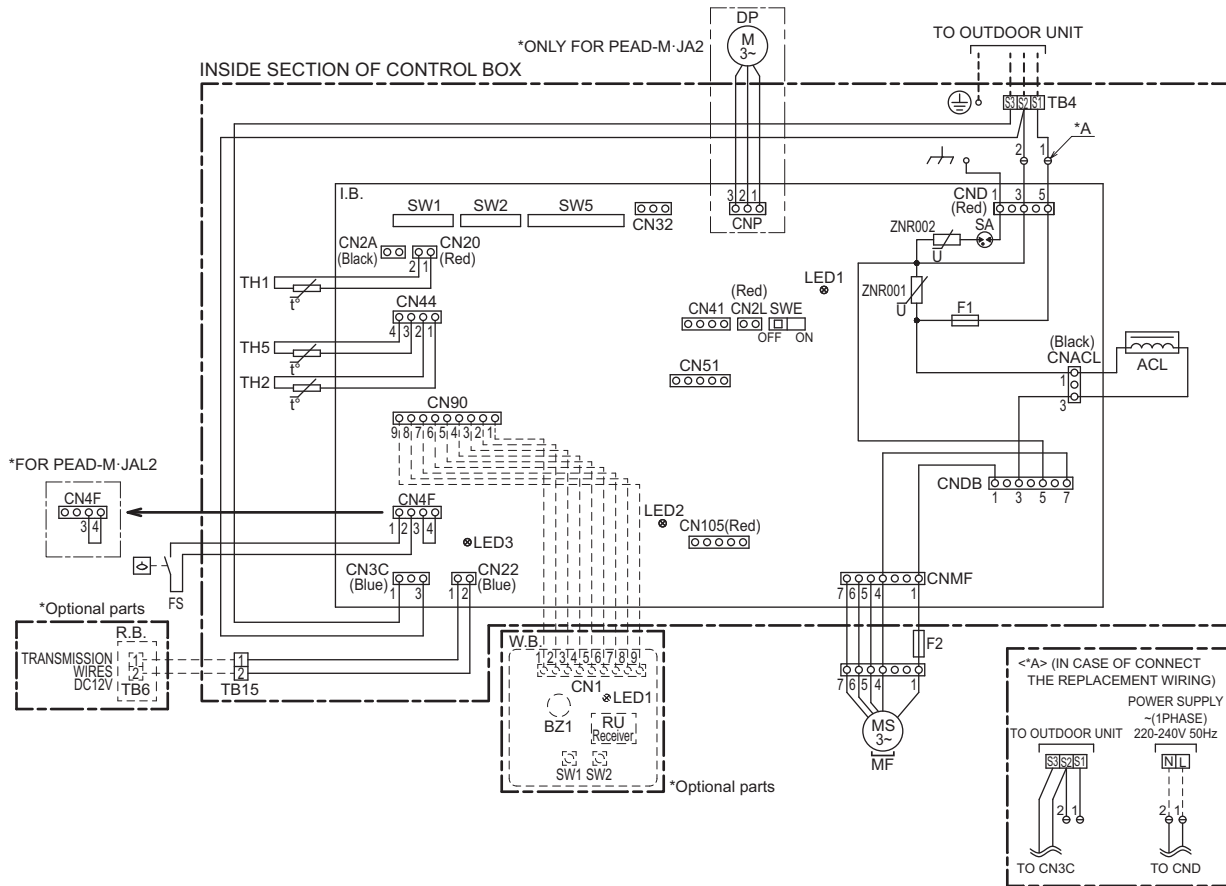 DP
M
3~
*ONLY FOR PEAD-M·JA2
TO OUTDOOR UNIT
INSIDE SECTION OF CONTROL BOX
S3 S2 S1 TB4
*A
2 1
I.B.
SW1 SW2 SW5
CN32
3 2 1
CNP
CND
(Red)
1 3 5
ZNR002
SA
U
CN2A
(Black)
CN20
(Red)
2 1
TH1
t°
LED1
ZNR001
U
F1
CN44
4 3 2 1
(Red)
CN41 CN2L SWE
OFF ON
TH5
t°
TH2
t°
CN51
(Black)
CNACL
1
3
ACL
CN90
9 8 7 6 5 4 3 2 1
*FOR PEAD-M·JAL2
CN4F
3 4
CN4F
1 2 3 4
CNDB
1 3 5 7
LED2
CN105(Red)
LED3
FS
CN3C
(Blue)
1 3
CN22
(Blue)
1 2
CNMF
7 6 5 4 1
F2
*Optional parts
R.B.
TRANSMISSION
WIRES
DC12V
1
2
TB6
1
2
TB15
W.B.
1 2 3 4 5 6 7 8 9
CN1
LED1
BZ1
RU
Receiver
SW1 SW2
*Optional parts
7 6 5 4 1
MS
3~
MF
<*A> (IN CASE OF CONNECT
THE REPLACEMENT WIRING)
POWER SUPPLY
~(1PHASE)
220-240V 50Hz
TO OUTDOOR UNIT
S3 S2 S1
N L
2 1
2 1
TO CN3C
TO CND